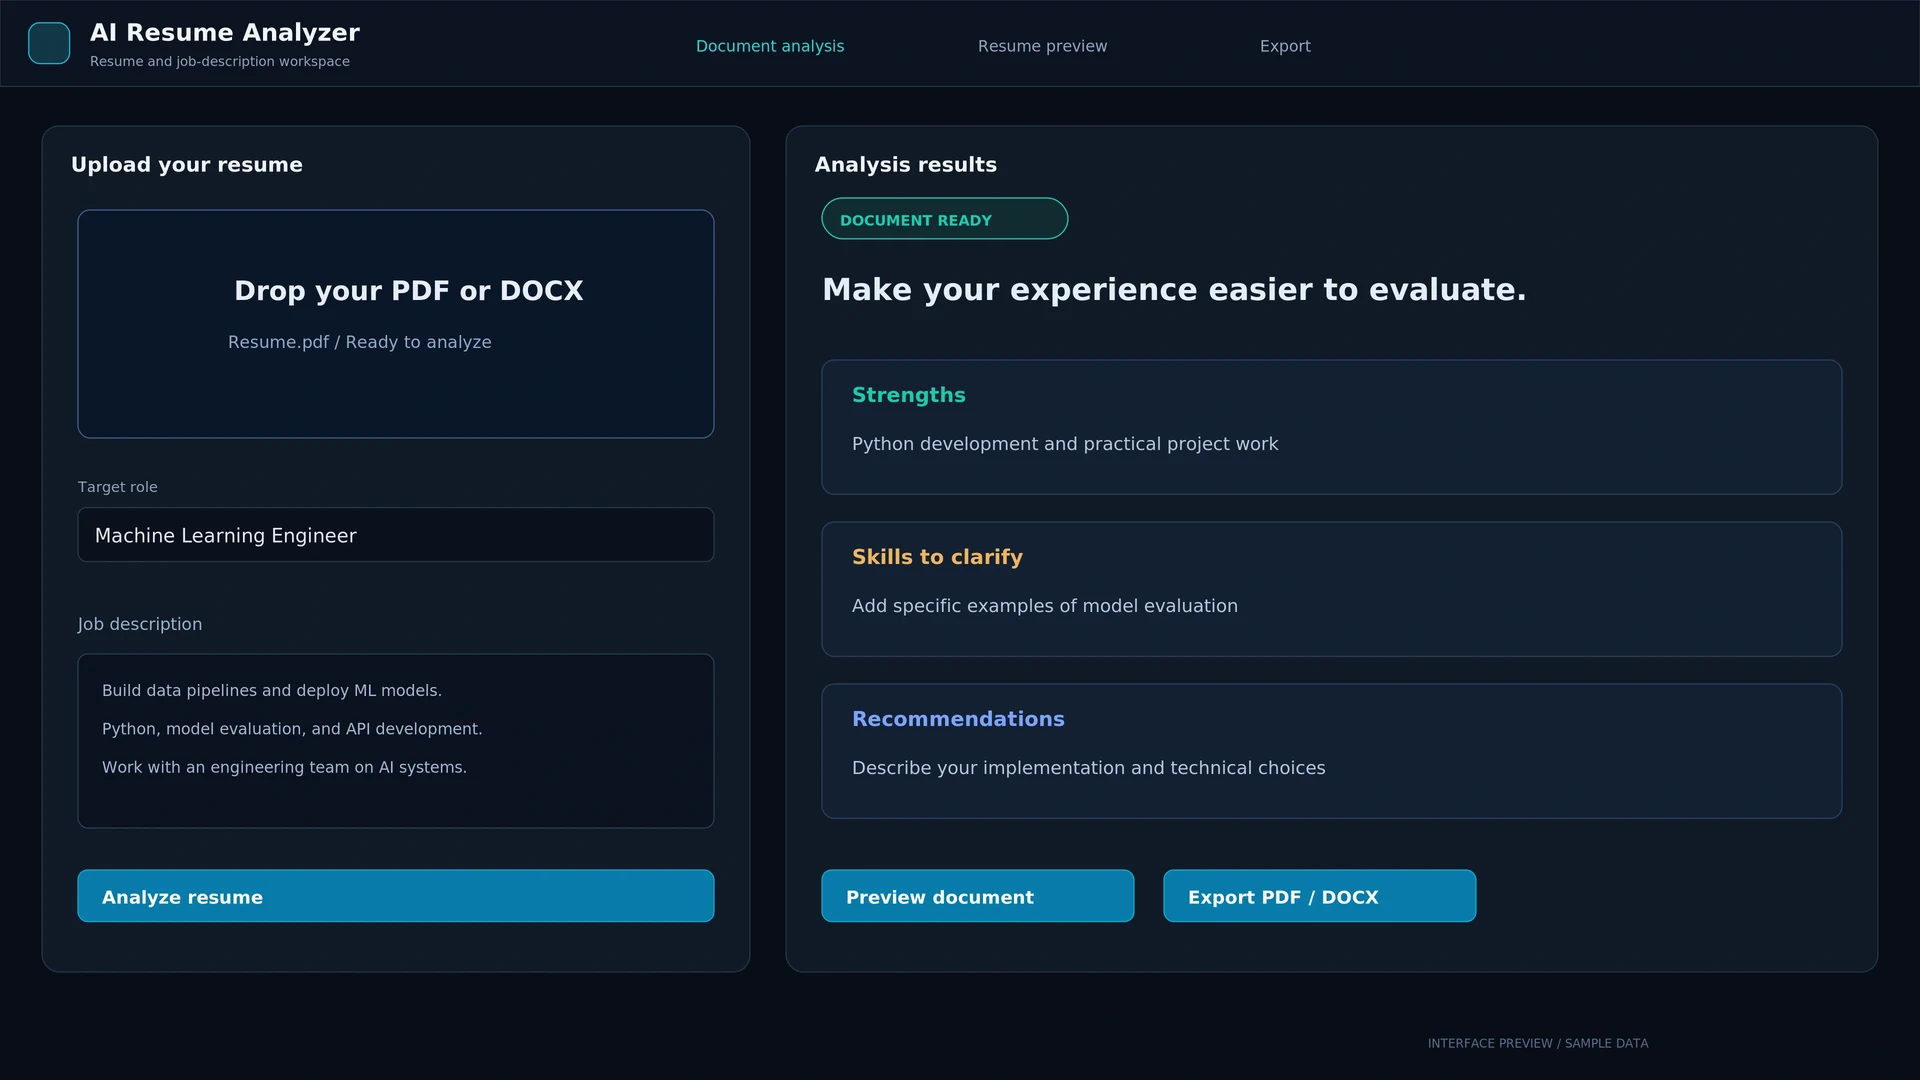 AI Resume Analyzer
Resume and job-description workspace
Document analysis
Resume preview
Export
Upload your resume
Drop your PDF or DOCX
Resume.pdf / Ready to analyze
Target role
Machine Learning Engineer
Job description
Build data pipelines and deploy ML models.
Python, model evaluation, and API development.
Work with an engineering team on AI systems.
Analyze resume
Analysis results
DOCUMENT READY
Make your experience easier to evaluate.
Strengths
Python development and practical project work
Skills to clarify
Add specific examples of model evaluation
Recommendations
Describe your implementation and technical choices
Preview document
Export PDF / DOCX
INTERFACE PREVIEW / SAMPLE DATA